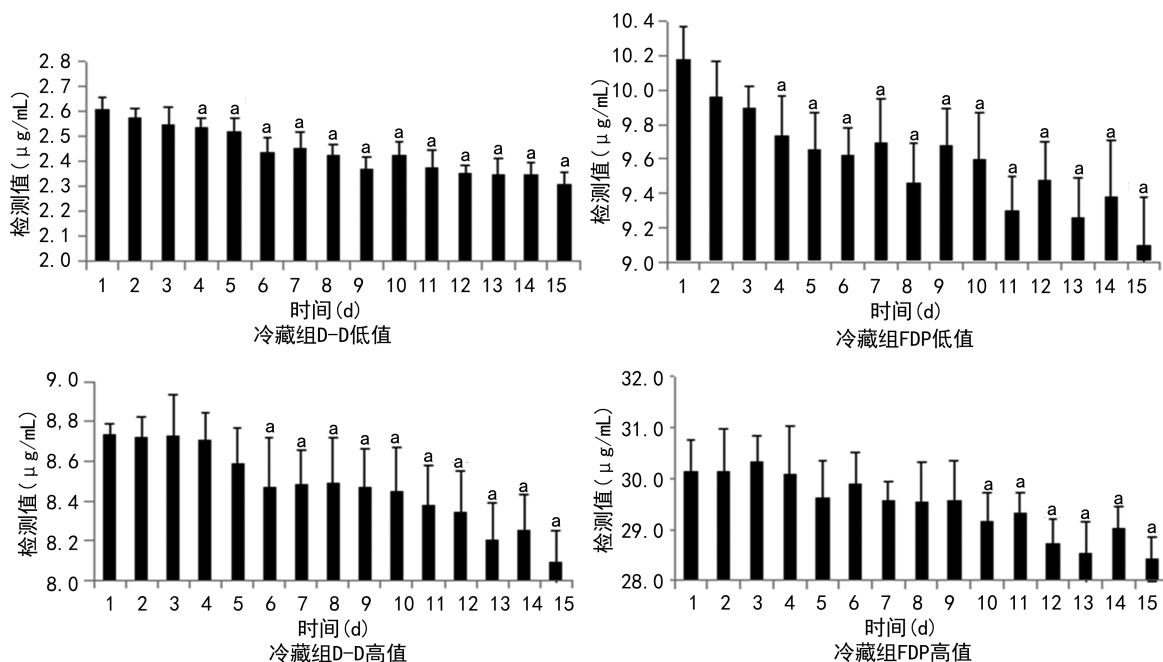 2.8
2.7
2.6
2.5
2.4
2.3
2.2
2.1
2.0
检测值(μg/mL)
a a a a a a a a a a a a
1 2 3 4 5 6 7 8 9 10 11 12 13 14 15
时间(d)
冷藏组D-D低值
10.4
10.2
10.0
9.8
9.6
9.4
9.2
9.0
检测值(μg/mL)
a a a a a a a a a a a a
1 2 3 4 5 6 7 8 9 10 11 12 13 14 15
时间(d)
冷藏组FDP低值
9.0
8.8
8.6
8.4
8.2
8.0
检测值(μg/mL)
a a a a a a a a a a
1 2 3 4 5 6 7 8 9 10 11 12 13 14 15
时间(d)
冷藏组D-D高值
32.0
31.0
30.0
29.0
28.0
检测值(μg/mL)
a a a a a a
1 2 3 4 5 6 7 8 9 10 11 12 13 14 15
时间(d)
冷藏组FDP高值